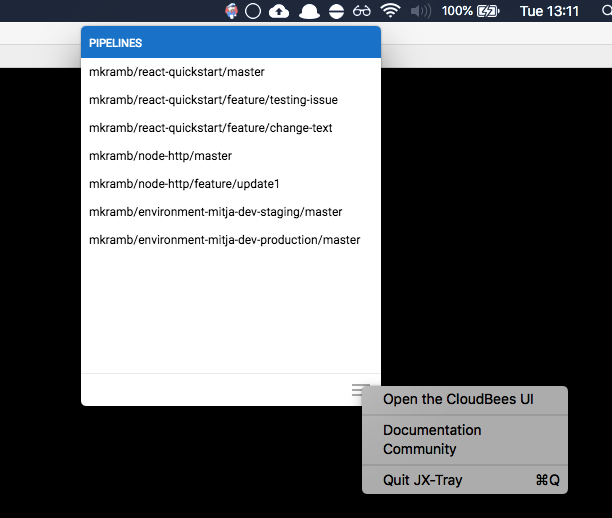 100%
Tue 13:11
PIPELINES
mkramb/react-quickstart/master
mkramb/react-quickstart/feature/testing-issue
mkramb/react-quickstart/feature/change-text
mkramb/node-http/master
mkramb/node-http/feature/update1
mkramb/environment-mitja-dev-staging/master
mkramb/environment-mitja-dev-production/master
Open the CloudBees UI
Documentation
Community
Quit JX-Tray ⌘Q